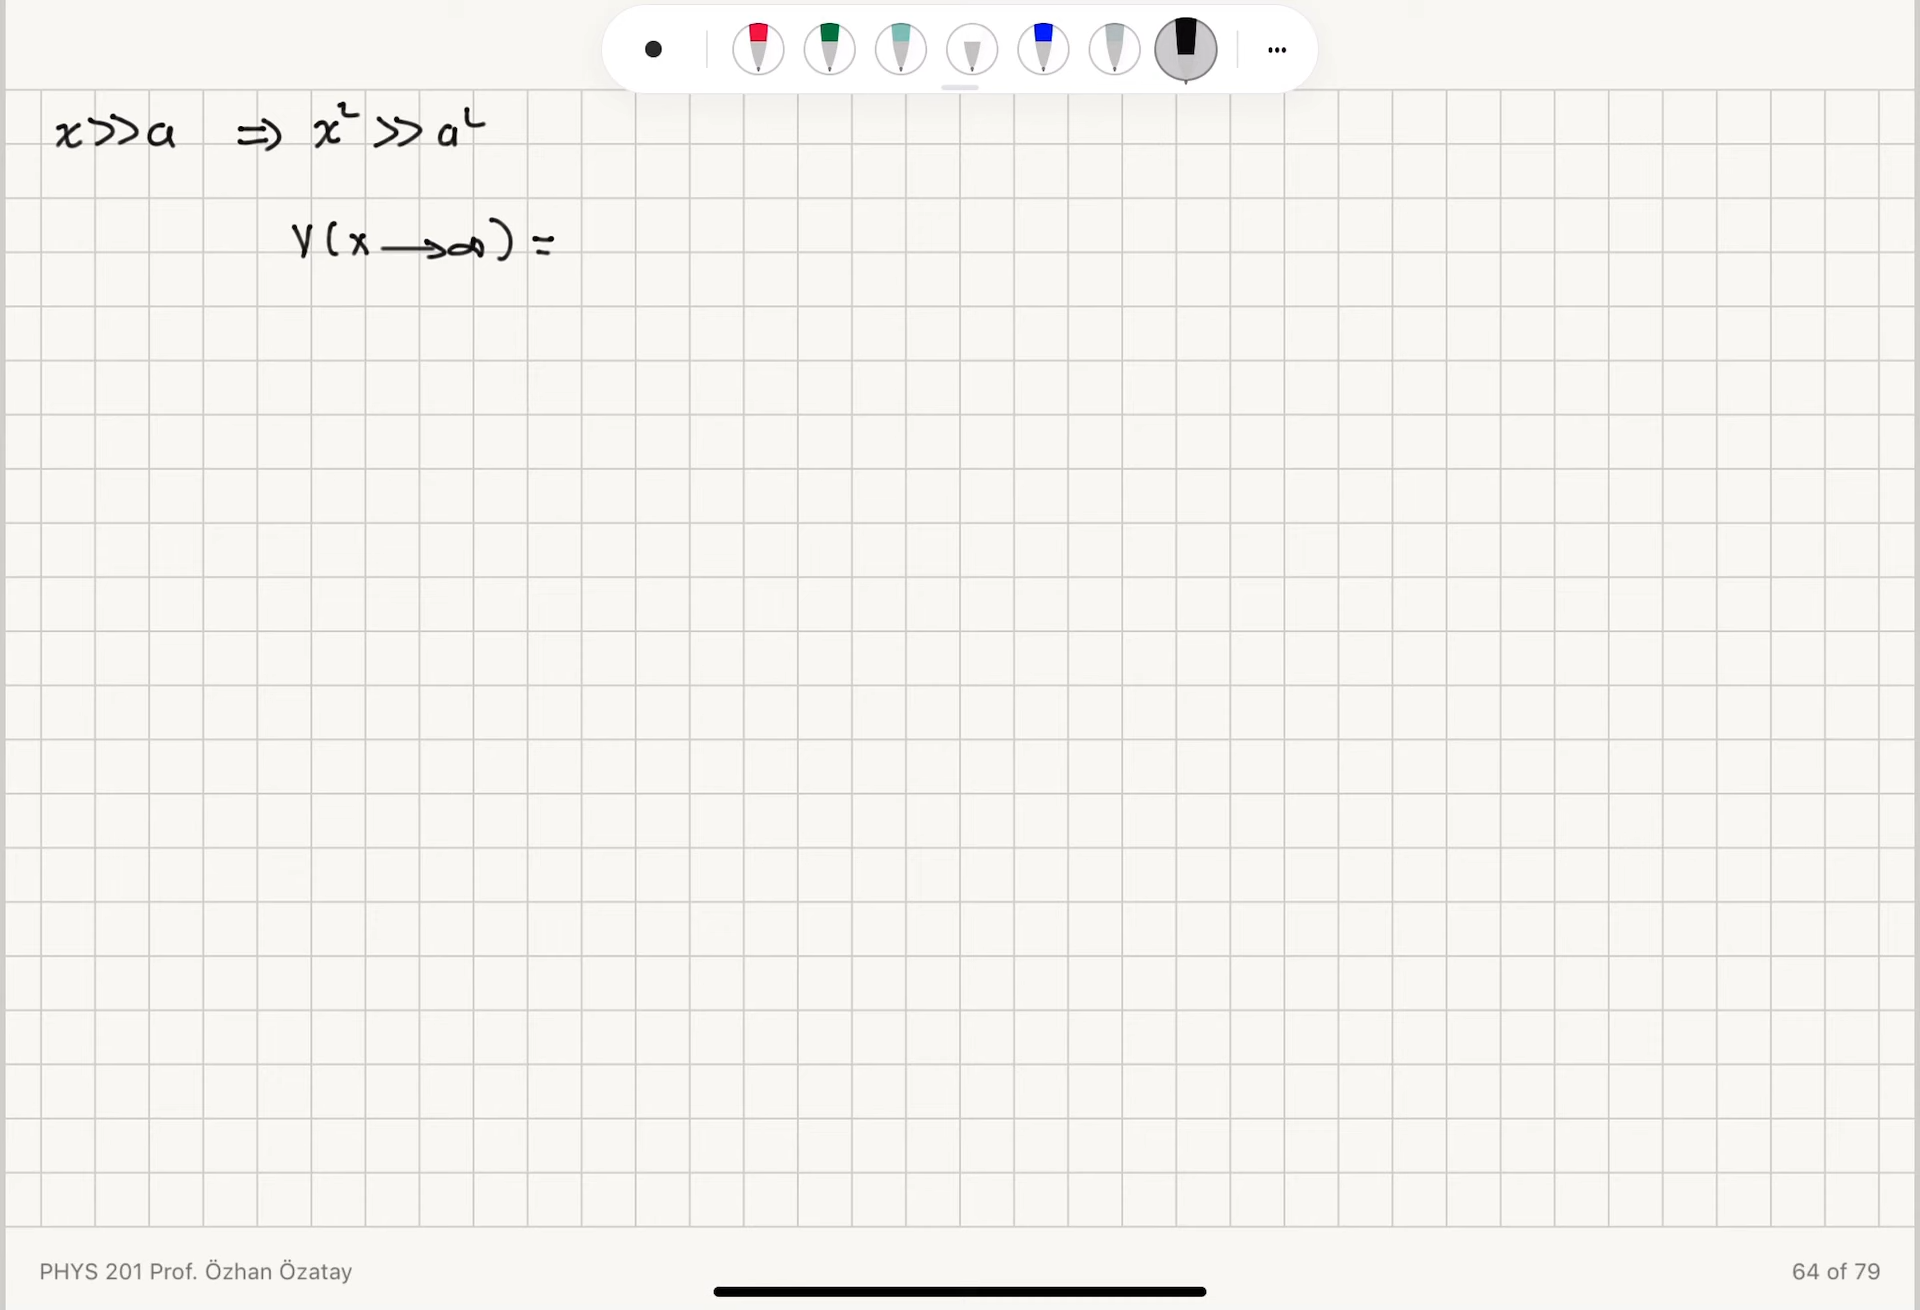 x >> a ⇒ x² >> a²
V(x → ∞) =
PHYS 201 Prof. Özhan Özatay
64 of 79